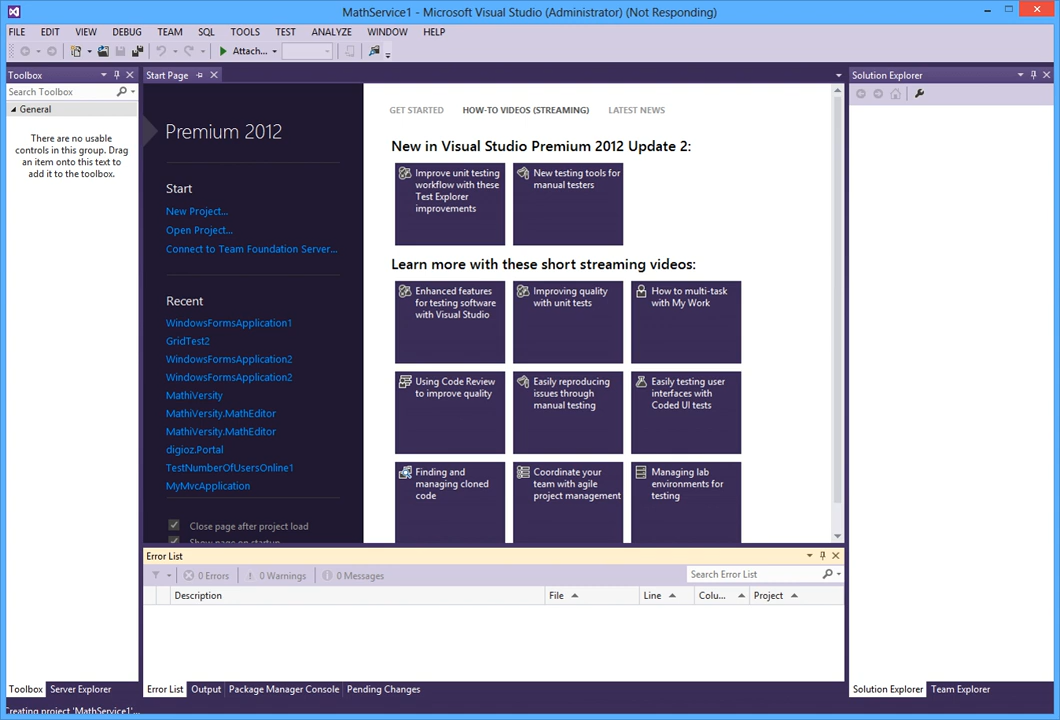 MathService1 - Microsoft Visual Studio (Administrator) (Not Responding)
FILE EDIT VIEW DEBUG TEAM SQL TOOLS TEST ANALYZE WINDOW HELP
Attach...
Toolbox
Search Toolbox
General
There are no usable
controls in this group. Drag
an item onto this text to
add it to the toolbox.
Toolbox Server Explorer
Start Page
Premium 2012
Start
New Project...
Open Project...
Connect to Team Foundation Server...
Recent
WindowsFormsApplication1
GridTest2
WindowsFormsApplication2
WindowsFormsApplication2
MathiVersity
MathiVersity.MathEditor
MathiVersity.MathEditor
digioz.Portal
TestNumberOfUsersOnline1
MyMvcApplication
Close page after project load
Show page on startup
GET STARTED HOW-TO VIDEOS (STREAMING) LATEST NEWS
New in Visual Studio Premium 2012 Update 2:
Improve unit testing
workflow with these
Test Explorer
improvements
New testing tools for
manual testers
Learn more with these short streaming videos:
Enhanced features
for testing software
with Visual Studio
Improving quality
with unit tests
How to multi-task
with My Work
Using Code Review
to improve quality
Easily reproducing
issues through
manual testing
Easily testing user
interfaces with
Coded UI tests
Finding and
managing cloned
code
Coordinate your
team with agile
project management
Managing lab
environments for
testing
Error List
0 Errors 0 Warnings 0 Messages Search Error List
Description File Line Colu... Project
Error List Output Package Manager Console Pending Changes
Solution Explorer
Solution Explorer Team Explorer
Creating project 'MathService1'...